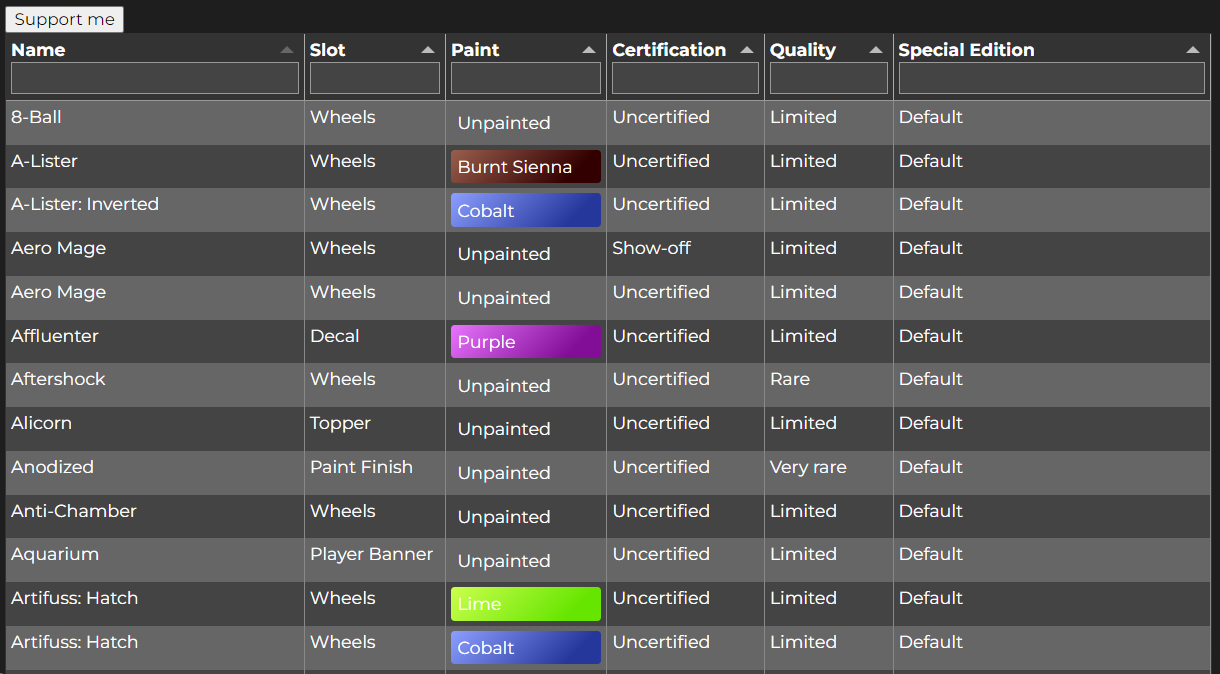 Support me
Name Slot Paint Certification Quality Special Edition
8-Ball Wheels Unpainted Uncertified Limited Default
A-Lister Wheels Burnt Sienna Uncertified Limited Default
A-Lister: Inverted Wheels Cobalt Uncertified Limited Default
Aero Mage Wheels Unpainted Show-off Limited Default
Aero Mage Wheels Unpainted Uncertified Limited Default
Affluenter Decal Purple Uncertified Limited Default
Aftershock Wheels Unpainted Uncertified Rare Default
Alicorn Topper Unpainted Uncertified Limited Default
Anodized Paint Finish Unpainted Uncertified Very rare Default
Anti-Chamber Wheels Unpainted Uncertified Limited Default
Aquarium Player Banner Unpainted Uncertified Limited Default
Artifuss: Hatch Wheels Lime Uncertified Limited Default
Artifuss: Hatch Wheels Cobalt Uncertified Limited Default